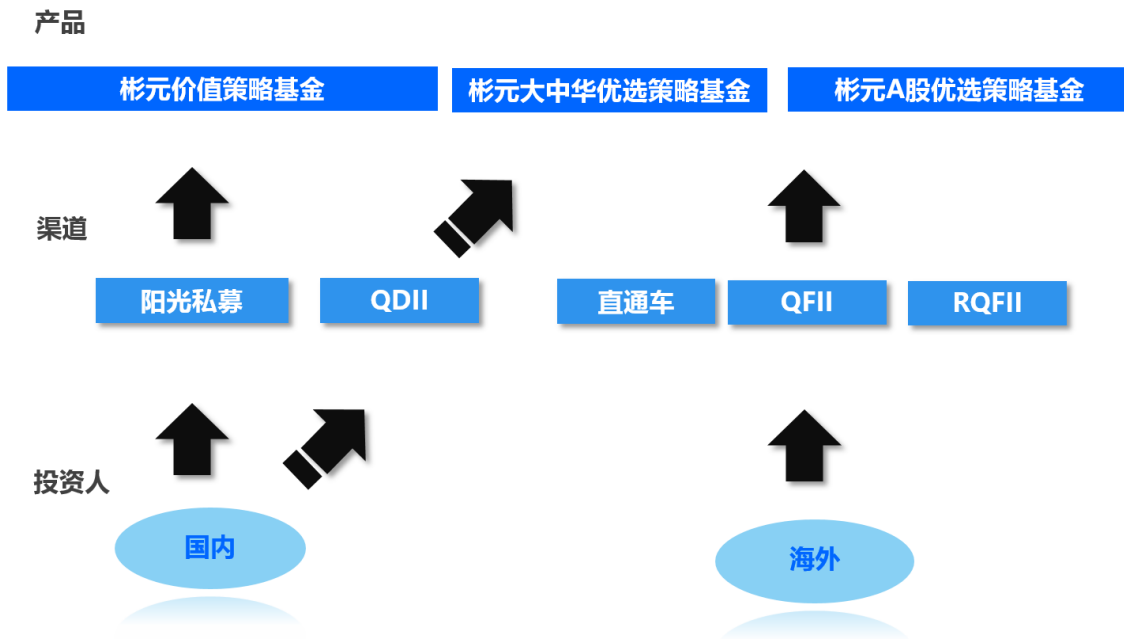 产品
彬元价值策略基金
彬元大中华优选策略基金
彬元A股优选策略基金
渠道
阳光私募
QDII
直通车
QFII
RQFII
投资人
国内
海外